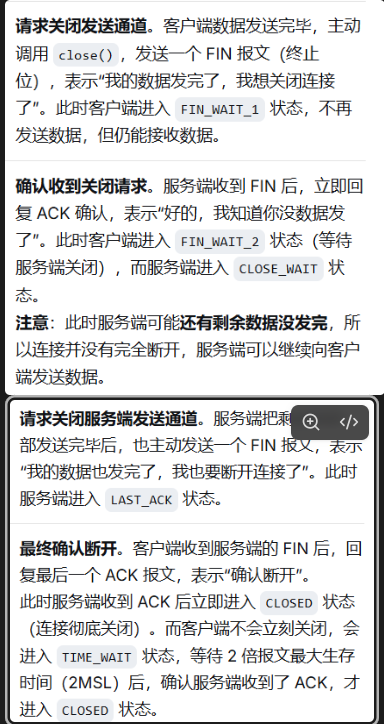 请求关闭发送通道。客户端数据发送完毕，主动
调用 close()，发送一个 FIN 报文（终止
位），表示“我的数据发完了，我想关闭连接
了”。此时客户端进入 FIN_WAIT_1 状态，不再
发送数据，但仍能接收数据。
确认收到关闭请求。服务端收到 FIN 后，立即回
复 ACK 确认，表示“好的，我知道你没数据发
了”。此时客户端进入 FIN_WAIT_2 状态（等待
服务端关闭），而服务端进入 CLOSE_WAIT 状
态。
注意：此时服务端可能还有剩余数据没发完，所
以连接并没有完全断开，服务端可以继续向客户
端发送数据。
请求关闭服务端发送通道。服务端把剩
部发送完毕后，也主动发送一个 FIN 报文，表示
“我的数据也发完了，我也要断开连接了”。此时
服务端进入 LAST_ACK 状态。
最终确认断开。客户端收到服务端的 FIN 后，回
复最后一个 ACK 报文，表示“确认断开”。
此时服务端收到 ACK 后立即进入 CLOSED 状态
（连接彻底关闭）。而客户端不会立刻关闭，会
进入 TIME_WAIT 状态，等待 2 倍报文最大生存
时间（2MSL）后，确认服务端收到了 ACK，才
进入 CLOSED 状态。